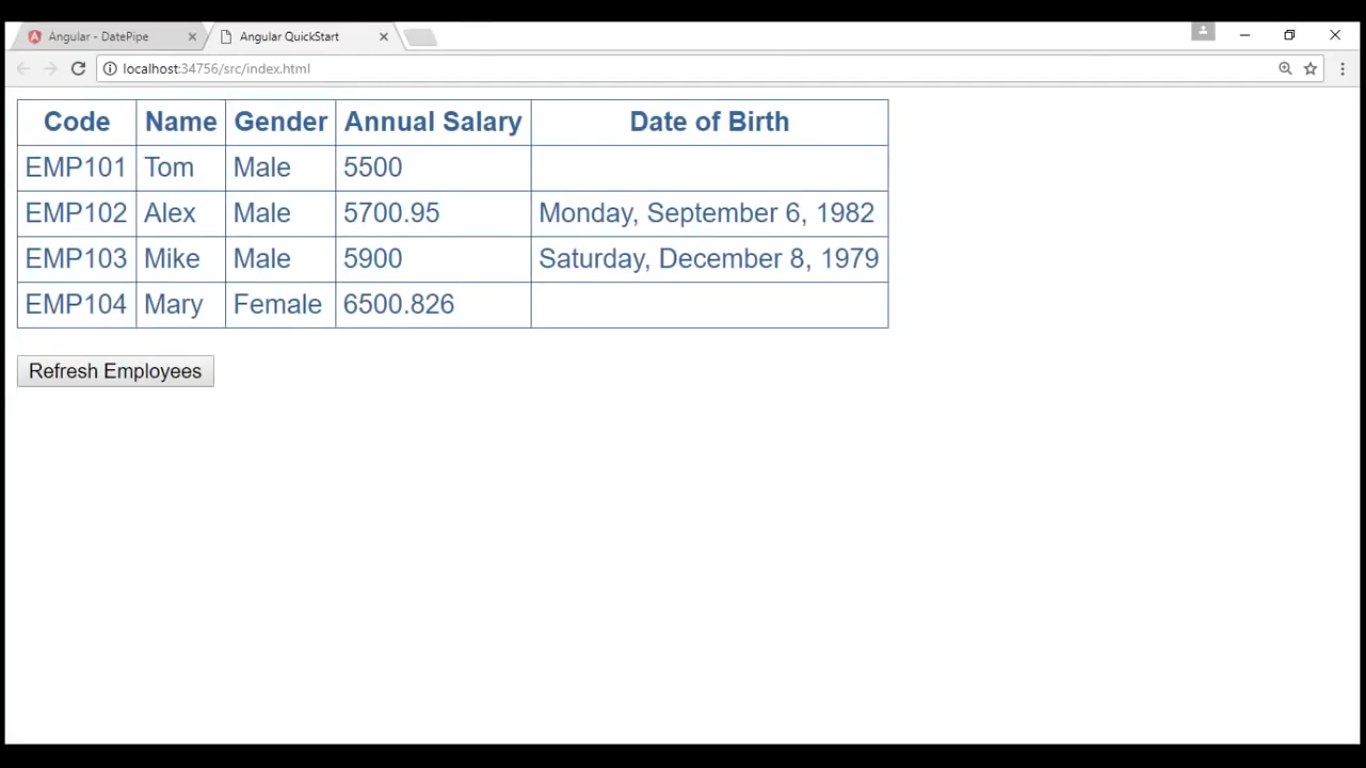 Angular - DatePipe Angular QuickStart
localhost:34756/src/index.html
Code Name Gender Annual Salary Date of Birth
EMP101 Tom Male 5500
EMP102 Alex Male 5700.95 Monday, September 6, 1982
EMP103 Mike Male 5900 Saturday, December 8, 1979
EMP104 Mary Female 6500.826
Refresh Employees